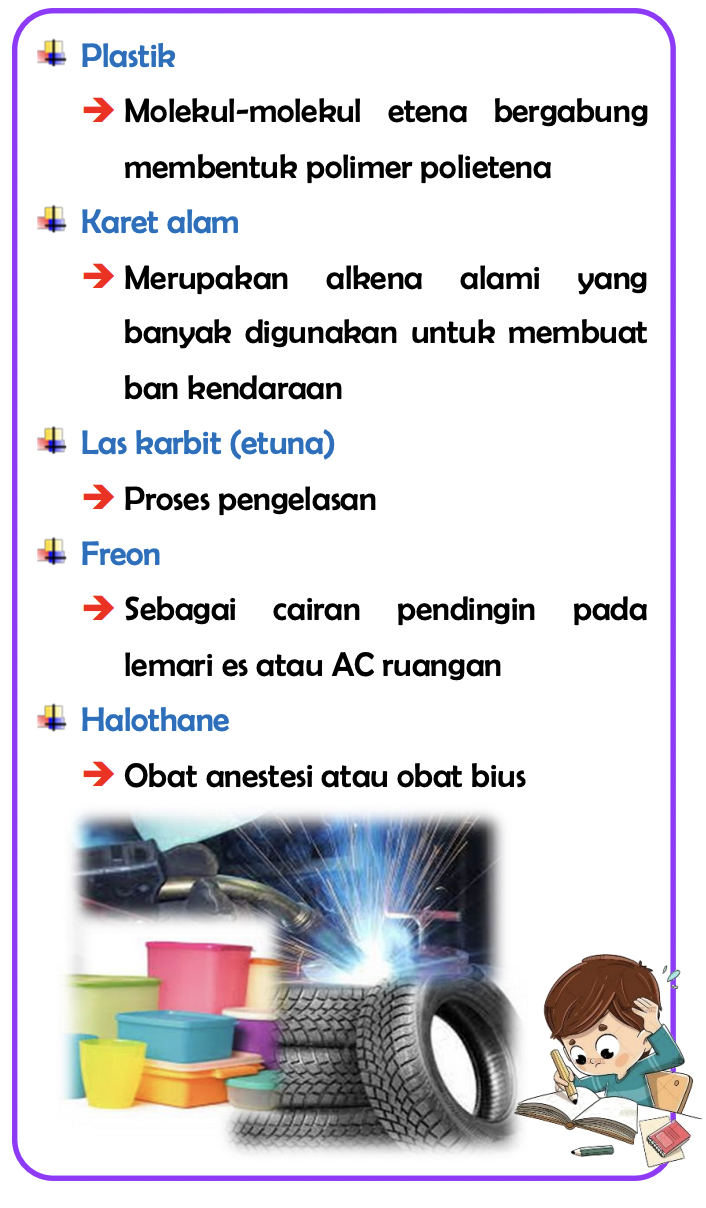 Plastik
➔ Molekul-molekul etena bergabung
membentuk polimer polietena
Karet alam
➔ Merupakan alkena alami yang
banyak digunakan untuk membuat
ban kendaraan
Las karbit (etuna)
➔ Proses pengelasan
Freon
➔ Sebagai cairan pendingin pada
lemari es atau AC ruangan
Halothane
➔ Obat anestesi atau obat bius